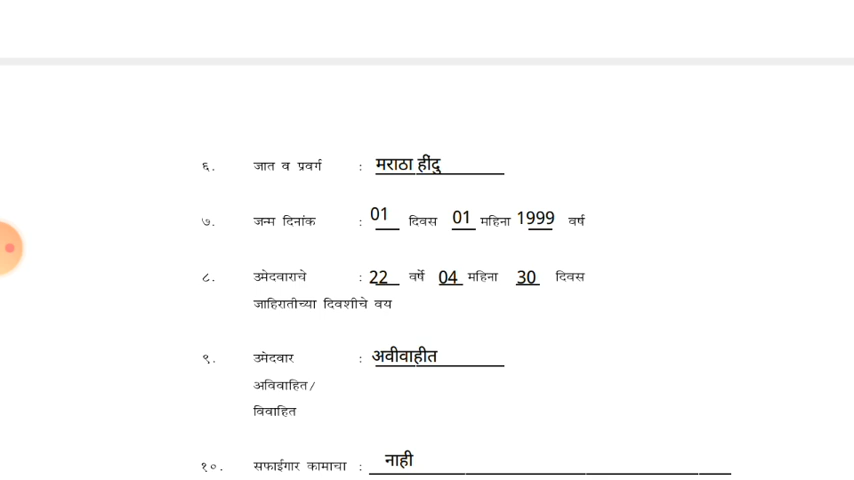 ६. जात व प्रवर्ग : मराठा हींदु
७. जन्म दिनांक : 01 दिवस 01 महिना 1999 वर्ष
८. उमेदवाराचे : 22 वर्षे 04 महिना 30 दिवस
जाहिरातीच्या दिवशीचे वय
९. उमेदवार : अवीवाहीत
अविवाहित/
विवाहित
१०. सफाईगार कामाचा : नाही